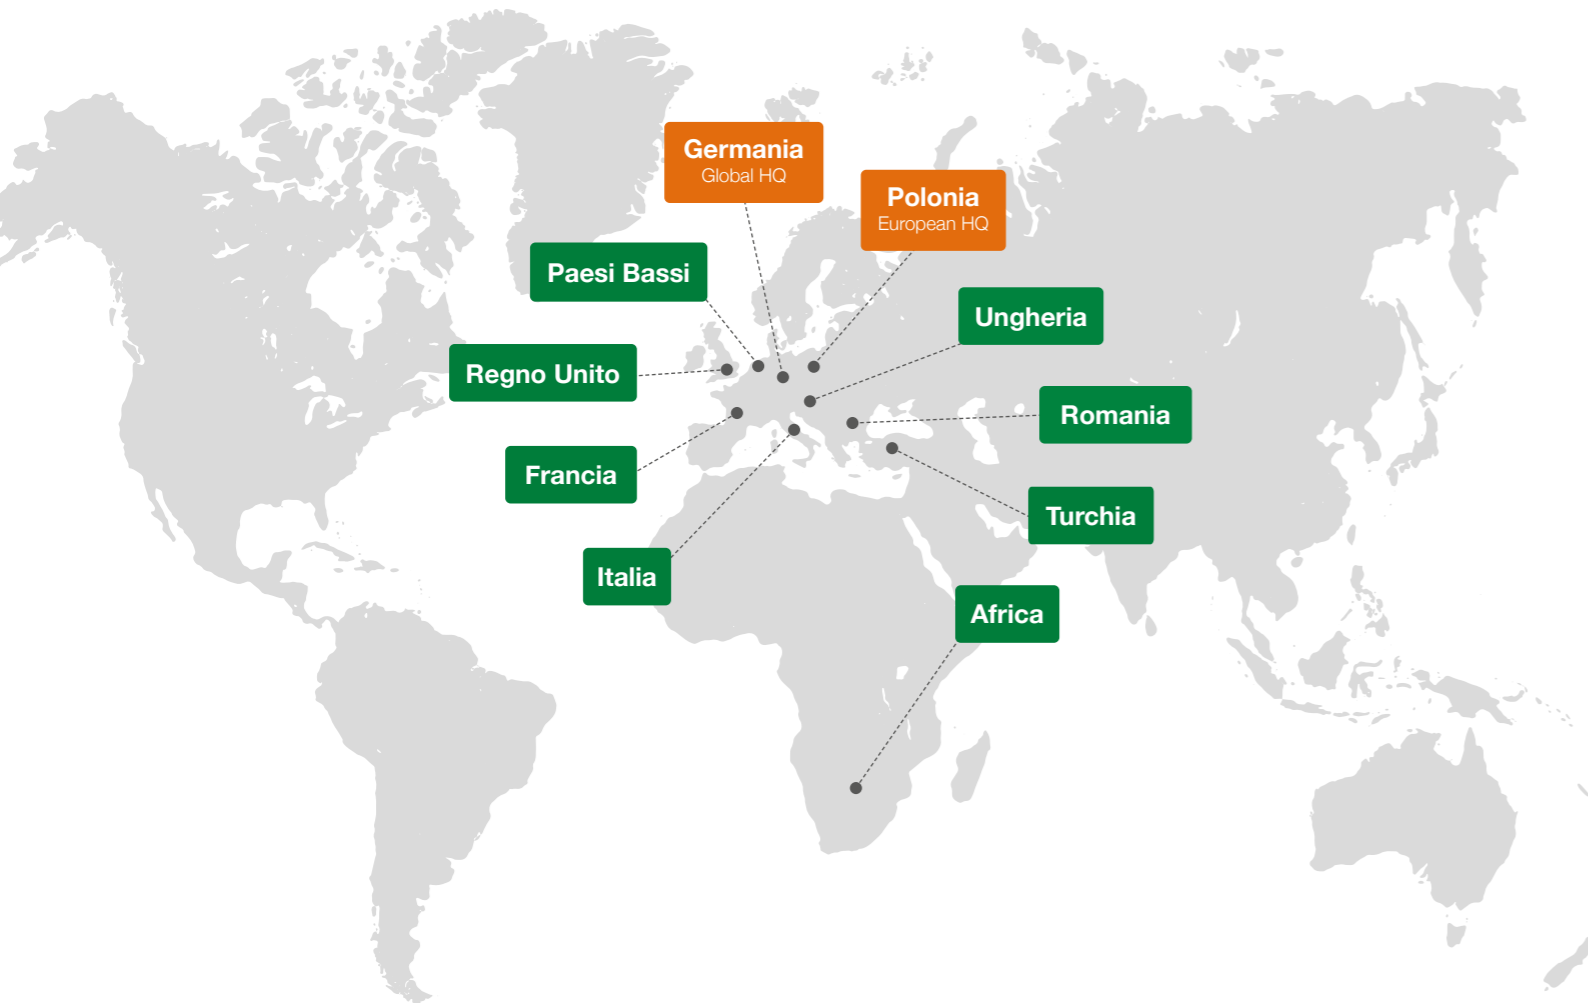 Germania
Global HQ
Polonia
European HQ
Paesi Bassi
Ungheria
Regno Unito
Romania
Francia
Turchia
Italia
Africa